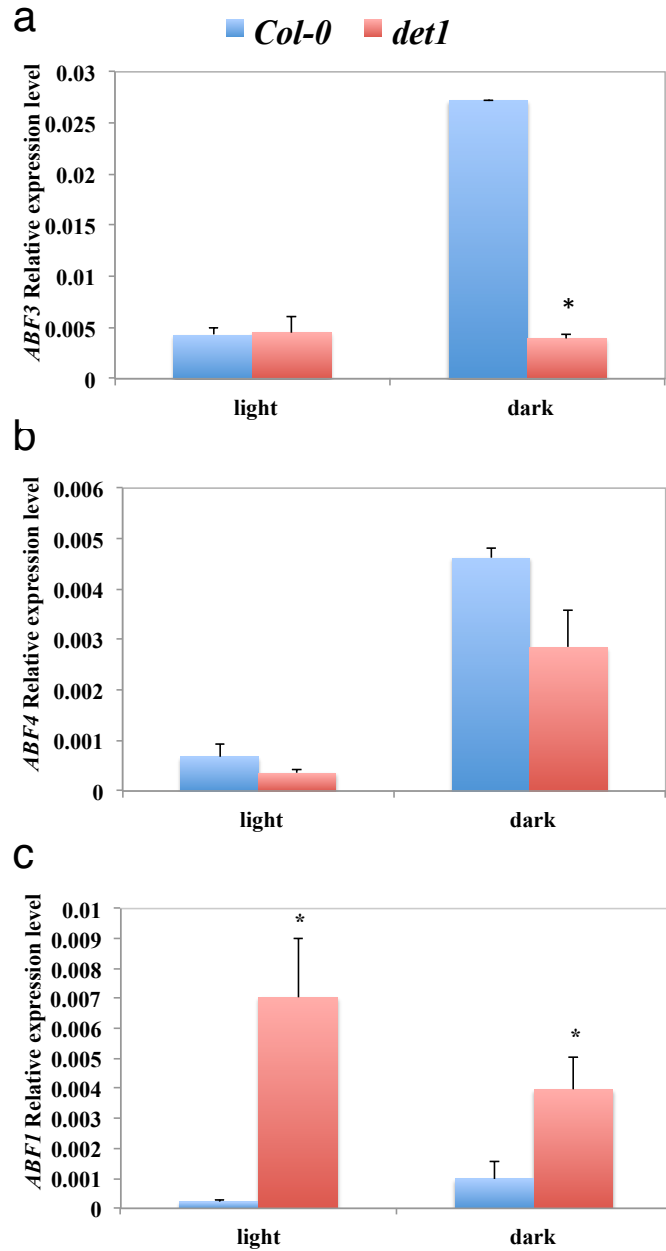 a
Col-0 det1
ABF3 Relative expression level
0.03
0.025
0.02
0.015
0.01
0.005
0
*
light dark
b
ABF4 Relative expression level
0.006
0.005
0.004
0.003
0.002
0.001
0
light dark
c
ABF1 Relative expression level
0.01
0.009
0.008
0.007
0.006
0.005
0.004
0.003
0.002
0.001
0
*
*
light dark